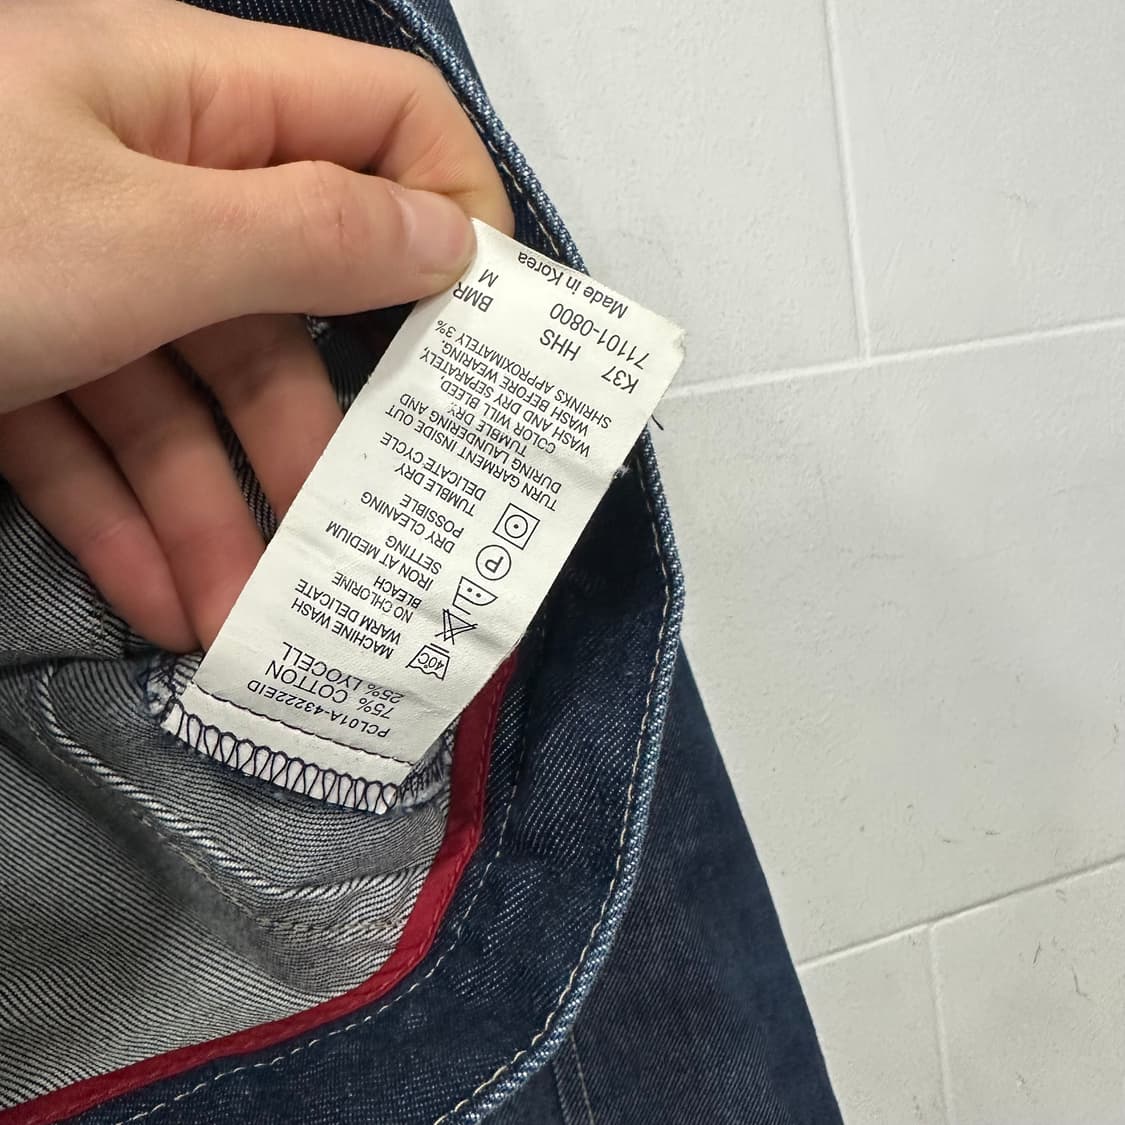 PCL01A-43222EID
75% COTTON
25% LYOCELL
40°C
MACHINE WASH
WARM DELICATE
NO CHLORINE
BLEACH
IRON AT MEDIUM
SETTING
P
DRY CLEANING
POSSIBLE
TUMBLE DRY
DELICATE CYCLE
TURN GARMENT INSIDE OUT
DURING LAUNDERING AND
TUMBLE DRY.
COLOR WILL BLEED.
WASH AND DRY SEPARATELY.
WASH BEFORE WEARING.
SHRINKS APPROXIMATELY 3%
K37 HHS BMR
71101-0800 M
Made in Korea